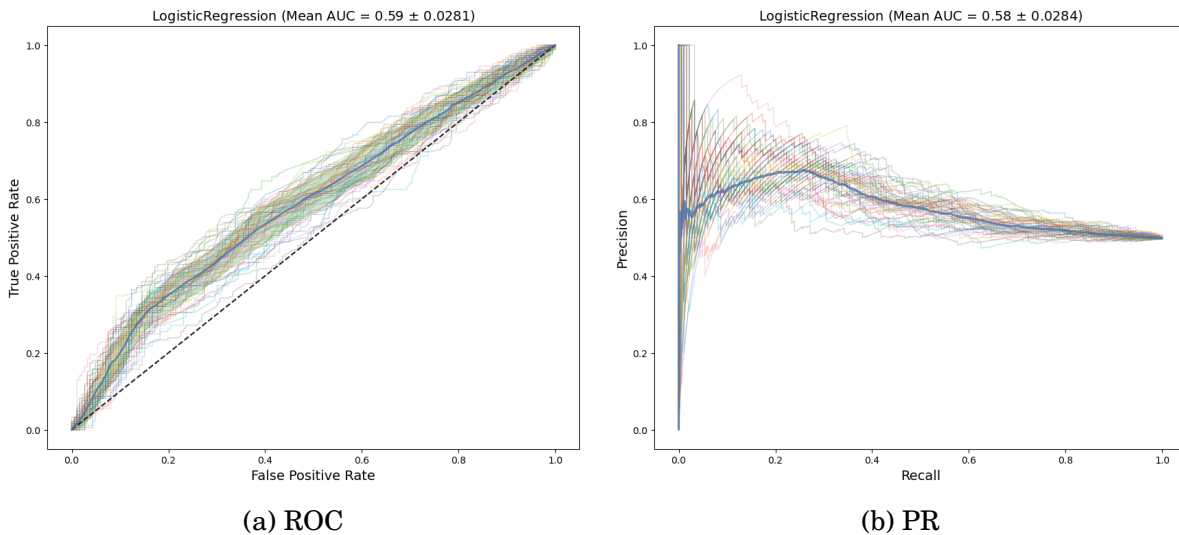 LogisticRegression (Mean AUC = 0.59 ± 0.0281)
1.0
0.8
0.6
0.4
0.2
0.0
True Positive Rate
0.0 0.2 0.4 0.6 0.8 1.0
False Positive Rate
(a) ROC
LogisticRegression (Mean AUC = 0.58 ± 0.0284)
1.0
0.8
0.6
0.4
0.2
0.0
Precision
0.0 0.2 0.4 0.6 0.8 1.0
Recall
(b) PR